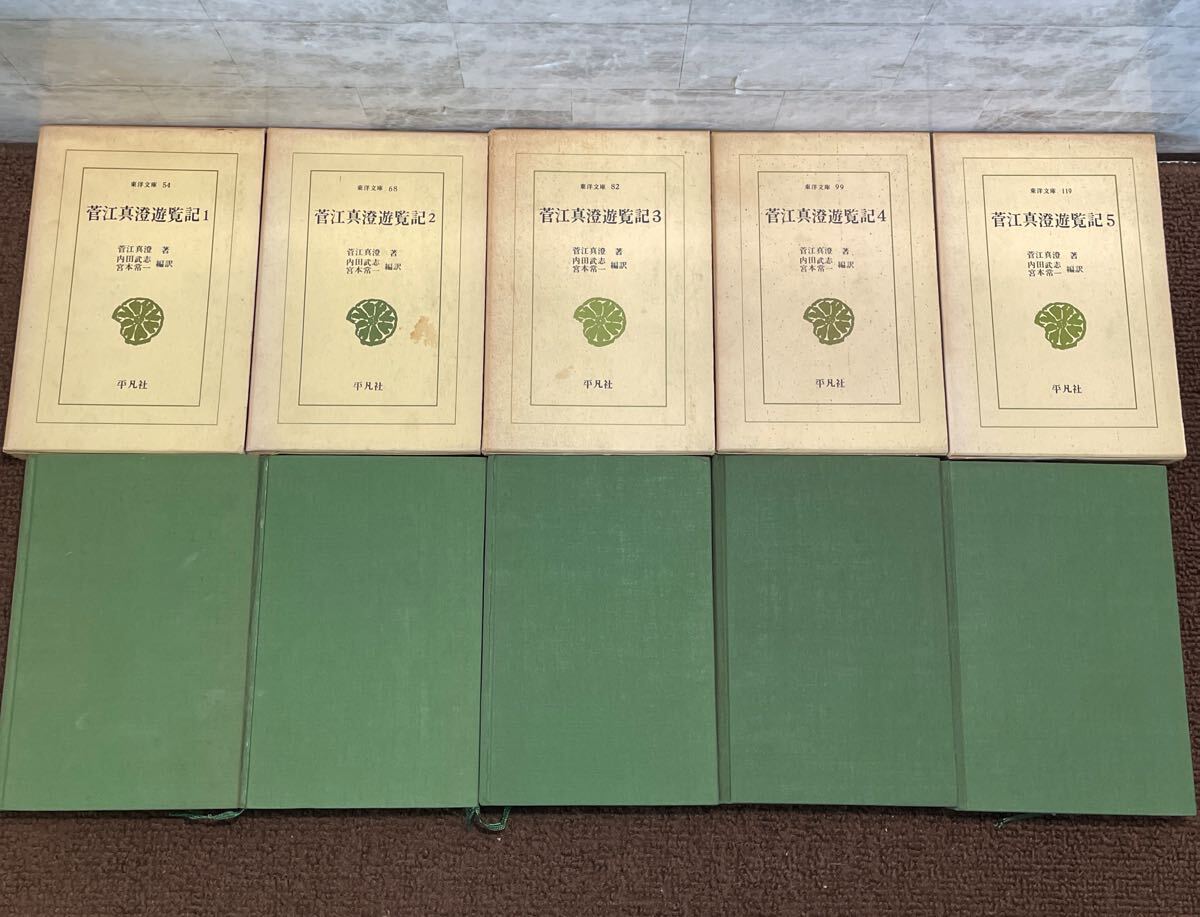 東洋文庫 54
菅江真澄遊覧記1
菅江真澄 著
内田武志
宮本常一 編訳
平凡社
東洋文庫 68
菅江真澄遊覧記2
菅江真澄 著
内田武志
宮本常一 編訳
平凡社
東洋文庫 82
菅江真澄遊覧記3
菅江真澄 著
内田武志
宮本常一 編訳
平凡社
東洋文庫 99
菅江真澄遊覧記4
菅江真澄 著
内田武志
宮本常一 編訳
平凡社
東洋文庫 119
菅江真澄遊覧記5
菅江真澄 著
内田武志
宮本常一 編訳
平凡社